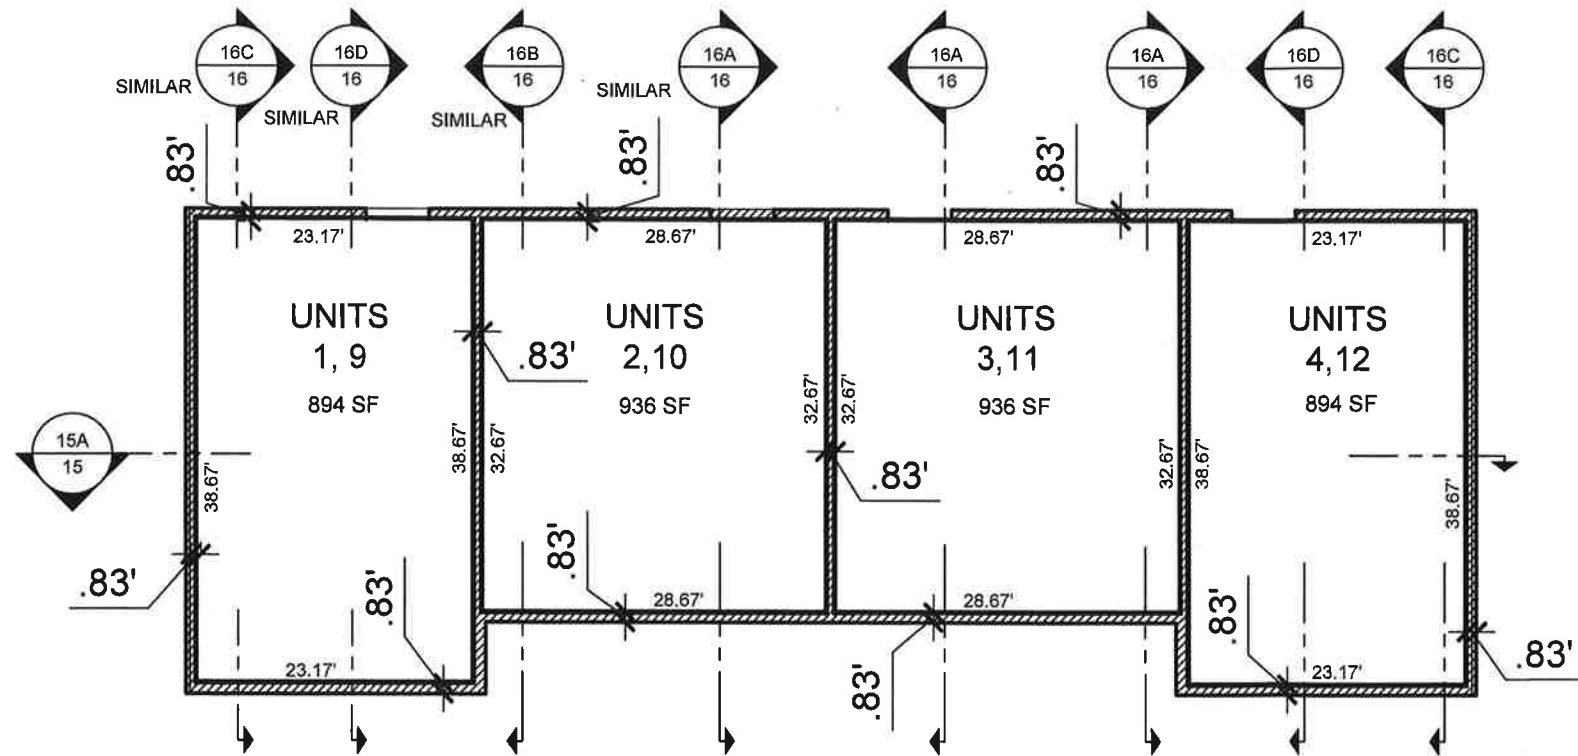 16C
16
16D
16
16B
16
16A
16
16A
16
16A
16
16D
16
16C
16
SIMILAR
SIMILAR
SIMILAR
SIMILAR
.83'
.83'
.83'
23.17'
28.67'
28.67'
23.17'
UNITS
1, 9
894 SF
UNITS
2,10
936 SF
UNITS
3,11
936 SF
UNITS
4,12
894 SF
.83'
.83'
15A
15
38.67'
38.67'
32.67'
32.67'
32.67'
32.67'
38.67'
38.67'
.83'
.83'
.83'
.83'
.83'
.83'
23.17'
28.67'
28.67'
23.17'